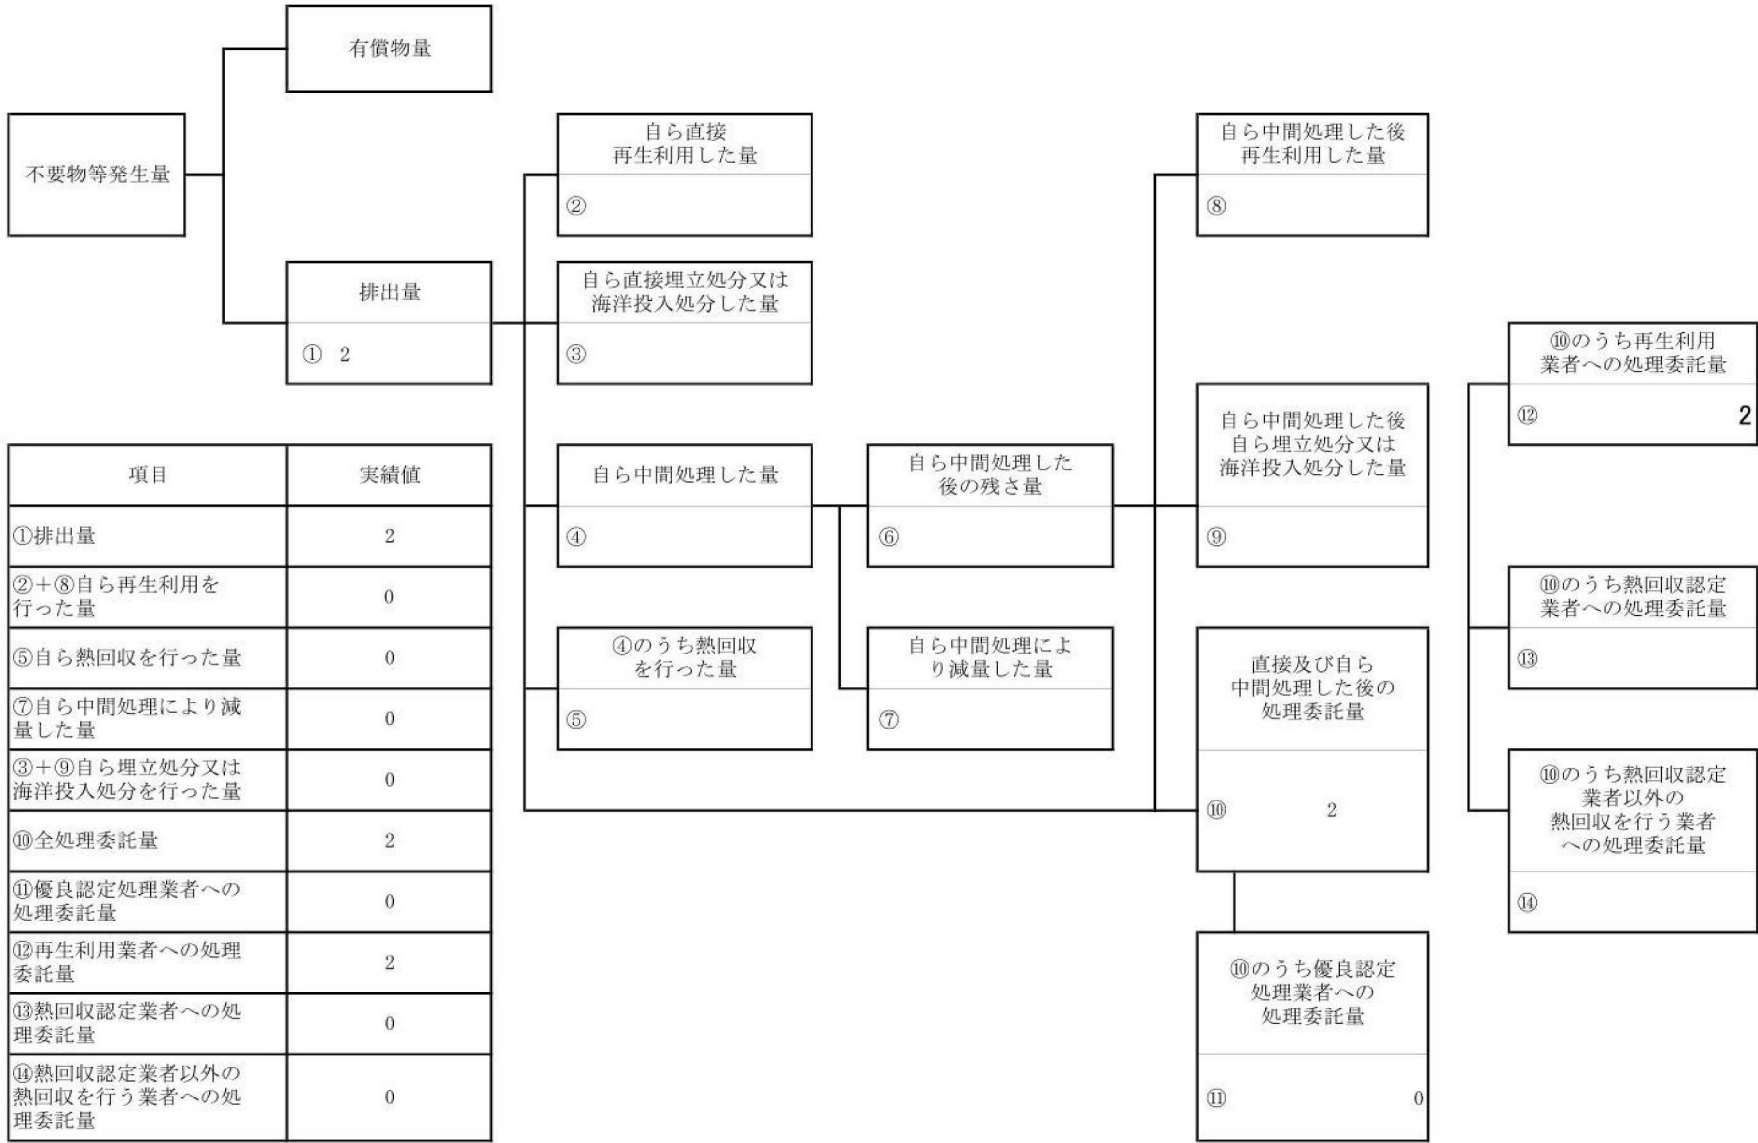 有償物量
不要物等発生量
排出量
① 2
自ら直接
再生利用した量
②
自ら直接埋立処分又は
海洋投入処分した量
③
自ら中間処理した量
④
④のうち熱回収
を行った量
⑤
自ら中間処理した
後の残さ量
⑥
自ら中間処理によ
り減量した量
⑦
自ら中間処理した後
再生利用した量
⑧
自ら中間処理した後
自ら埋立処分又は
海洋投入処分した量
⑨
直接及び自ら
中間処理した後の
処理委託量
⑩ 2
⑩のうち優良認定
処理業者への
処理委託量
⑪ 0
⑩のうち再生利用
業者への処理委託量
⑫ 2
⑩のうち熱回収認定
業者への処理委託量
⑬
⑩のうち熱回収認定
業者以外の
熱回収を行う業者
への処理委託量
⑭
項目 実績値
①排出量 2
②＋⑧自ら再生利用を
行った量 0
⑤自ら熱回収を行った量 0
⑦自ら中間処理により減
量した量 0
③＋⑨自ら埋立処分又は
海洋投入処分を行った量 0
⑩全処理委託量 2
⑪優良認定処理業者への
処理委託量 0
⑫再生利用業者への処理
委託量 2
⑬熱回収認定業者への処
理委託量 0
⑭熱回収認定業者以外の
熱回収を行う業者への処 0
理委託量